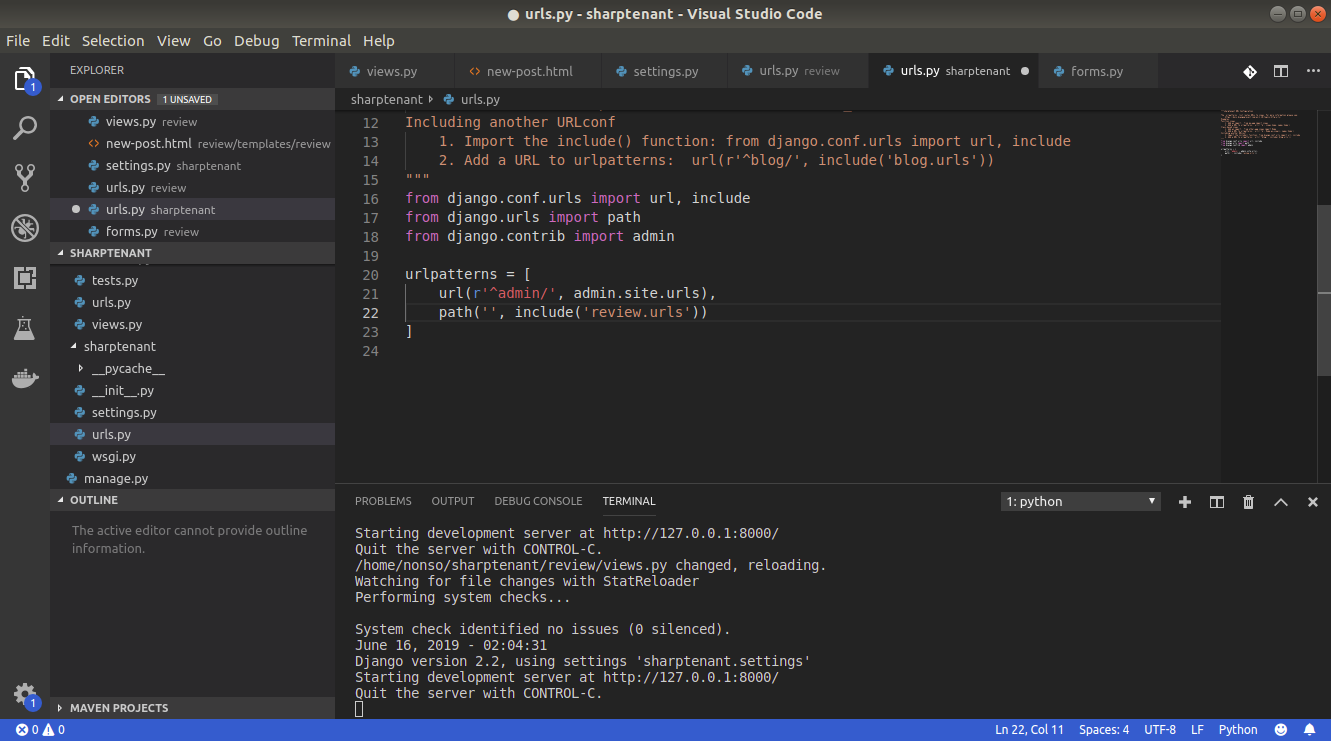 urls.py - sharptenant - Visual Studio Code
File Edit Selection View Go Debug Terminal Help
EXPLORER
OPEN EDITORS 1 UNSAVED
views.py review
new-post.html review/templates/review
settings.py sharptenant
urls.py review
urls.py sharptenant
forms.py review
SHARPTENANT
tests.py
urls.py
views.py
sharptenant
__pycache__
__init__.py
settings.py
urls.py
wsgi.py
manage.py
OUTLINE
The active editor cannot provide outline
information.
MAVEN PROJECTS
1
1
views.py new-post.html settings.py urls.py review urls.py sharptenant forms.py
sharptenant urls.py
12 Including another URLconf
13     1. Import the include() function: from django.conf.urls import url, include
14     2. Add a URL to urlpatterns:  url(r'^blog/', include('blog.urls'))
15 """
16 from django.conf.urls import url, include
17 from django.urls import path
18 from django.contrib import admin
19
20 urlpatterns = [
21     url(r'^admin/', admin.site.urls),
22     path('', include('review.urls'))
23 ]
24
PROBLEMS OUTPUT DEBUG CONSOLE TERMINAL 1: python
Starting development server at http://127.0.0.1:8000/
Quit the server with CONTROL-C.
/home/nonso/sharptenant/review/views.py changed, reloading.
Watching for file changes with StatReloader
Performing system checks...
System check identified no issues (0 silenced).
June 16, 2019 - 02:04:31
Django version 2.2, using settings 'sharptenant.settings'
Starting development server at http://127.0.0.1:8000/
Quit the server with CONTROL-C.
0 0 Ln 22, Col 11 Spaces: 4 UTF-8 LF Python